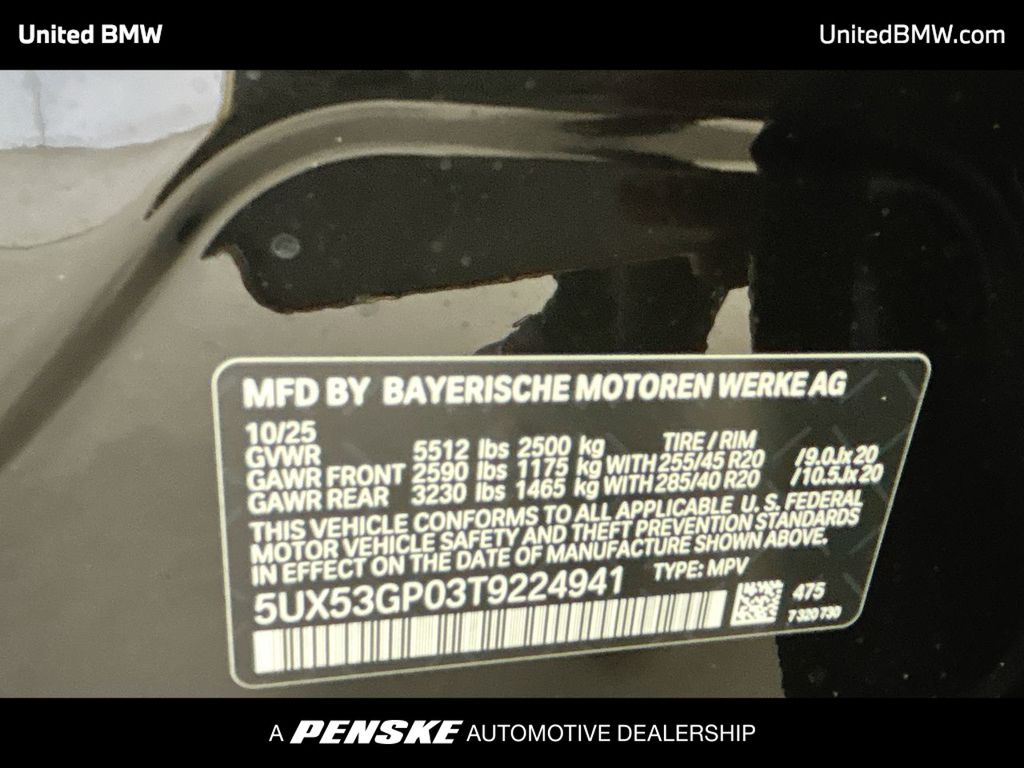 United BMW
UnitedBMW.com
MFD BY BAYERISCHE MOTOREN WERKE AG
10/25
TIRE / RIM
GVWR 5512 lbs 2500 kg
GAWR FRONT 2590 lbs 1175 kg WITH 255/45 R20 /9.0Jx20
GAWR REAR 3230 lbs 1465 kg WITH 285/40 R20 /10.5Jx20
THIS VEHICLE CONFORMS TO ALL APPLICABLE U.S. FEDERAL
MOTOR VEHICLE SAFETY AND THEFT PREVENTION STANDARDS
IN EFFECT ON THE DATE OF MANUFACTURE SHOWN ABOVE.
5UX53GP03T9224941 TYPE: MPV
475
7 320 730
A PENSKE AUTOMOTIVE DEALERSHIP